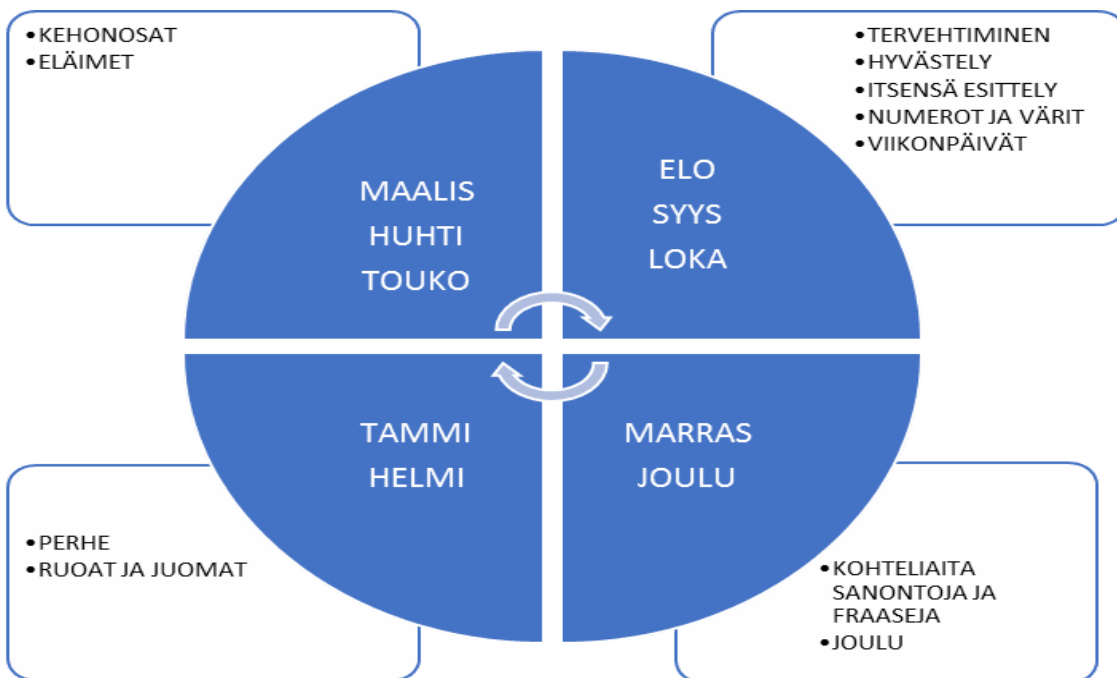 •KEHONOSAT
•ELÄIMET
•TERVEHTIMINEN
•HYVÄSTELY
•ITSENSÄ ESITTELY
•NUMEROT JA VÄRIT
•VIIKONPÄIVÄT
MAALIS
HUHTI
TOUKO
ELO
SYYS
LOKA
TAMMI
HELMI
MARRAS
JOULU
•PERHE
•RUOAT JA JUOMAT
•KOHTELIAITA
SANONTOJA JA
FRAASEJA
•JOULU